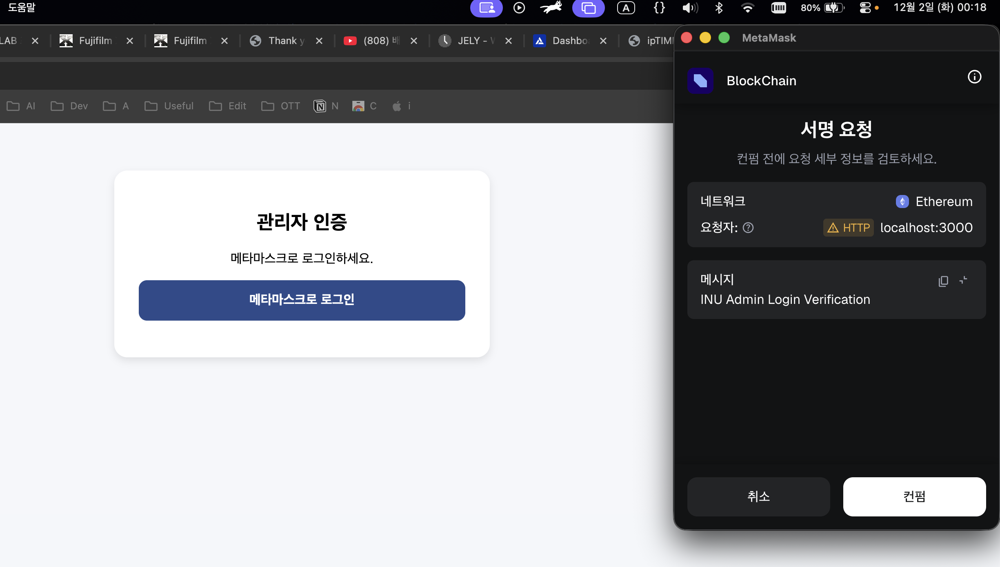 도움말
A
80%
12월 2일 (화) 00:18
LAB
Fujifilm
Fujifilm
Thank y
(808)
JELY -
Dashbo
ipTIM
MetaMask
BlockChain
AI
Dev
A
Useful
Edit
OTT
N
C
i
서명 요청
컨펌 전에 요청 세부 정보를 검토하세요.
네트워크
Ethereum
요청자:
HTTP
localhost:3000
메시지
INU Admin Login Verification
취소
컨펌
관리자 인증
메타마스크로 로그인하세요.
메타마스크로 로그인